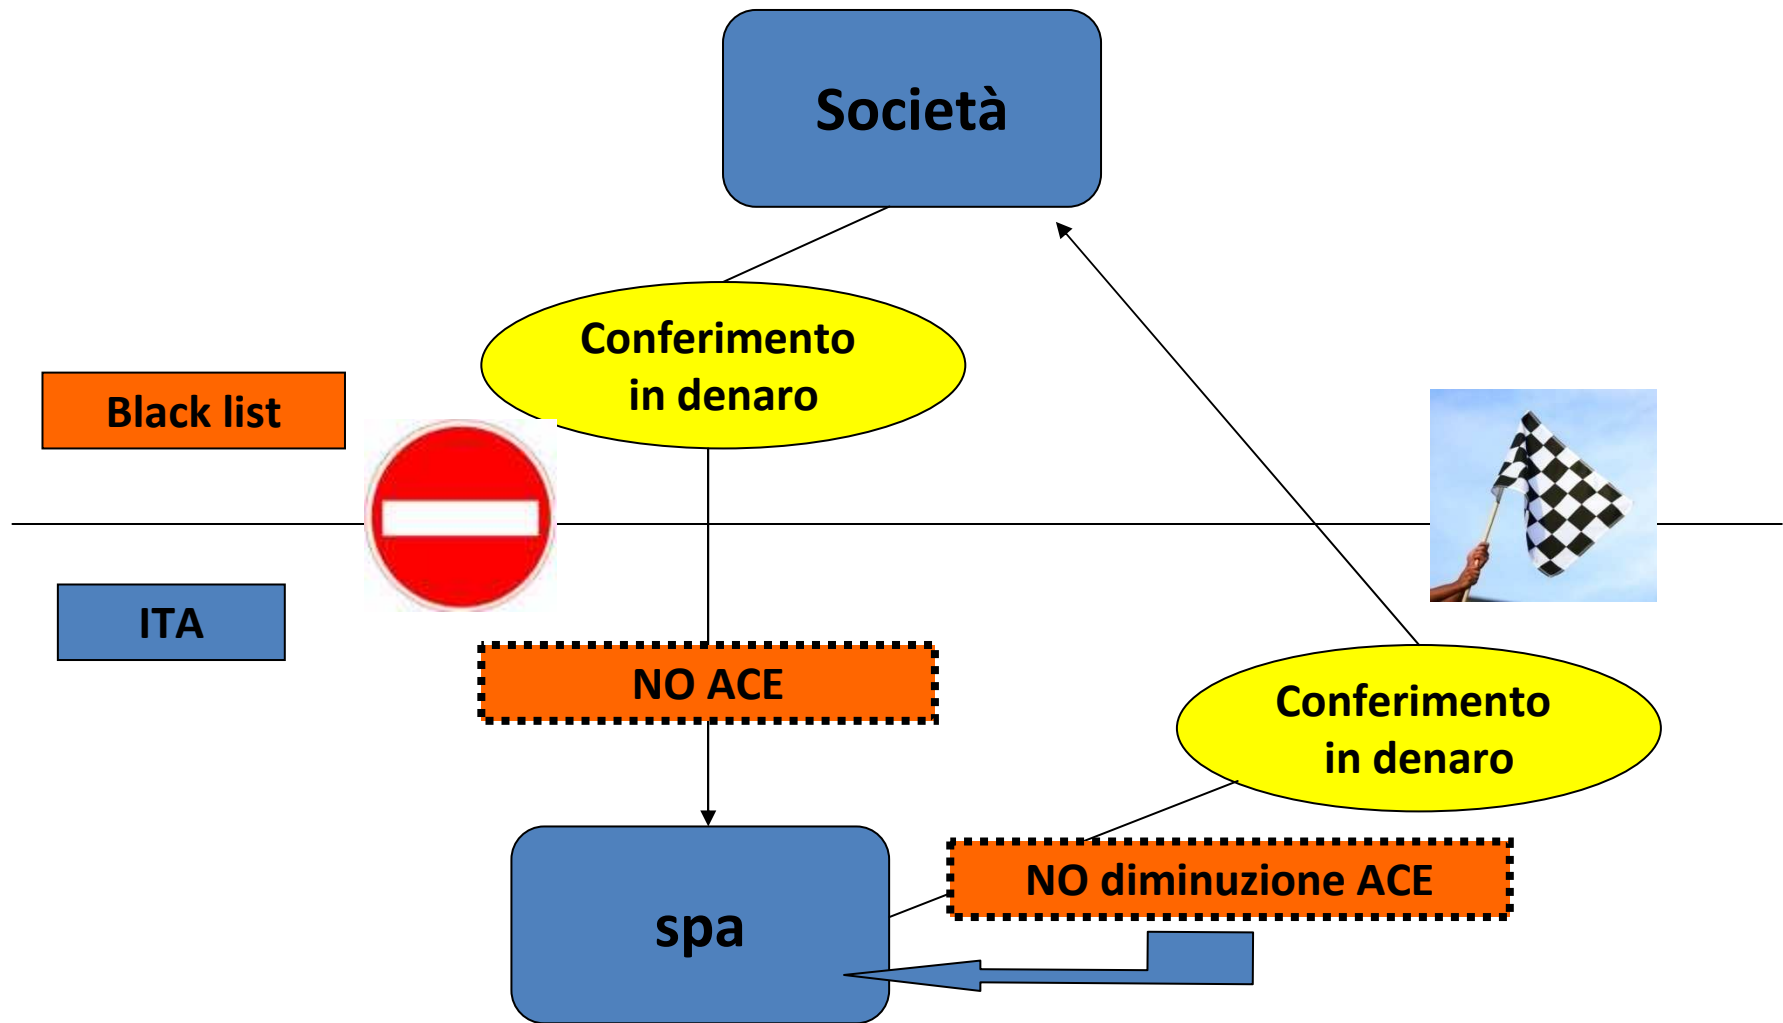 Società
Conferimento
in denaro
Black list
ITA
NO ACE
Conferimento
in denaro
NO diminuzione ACE
spa